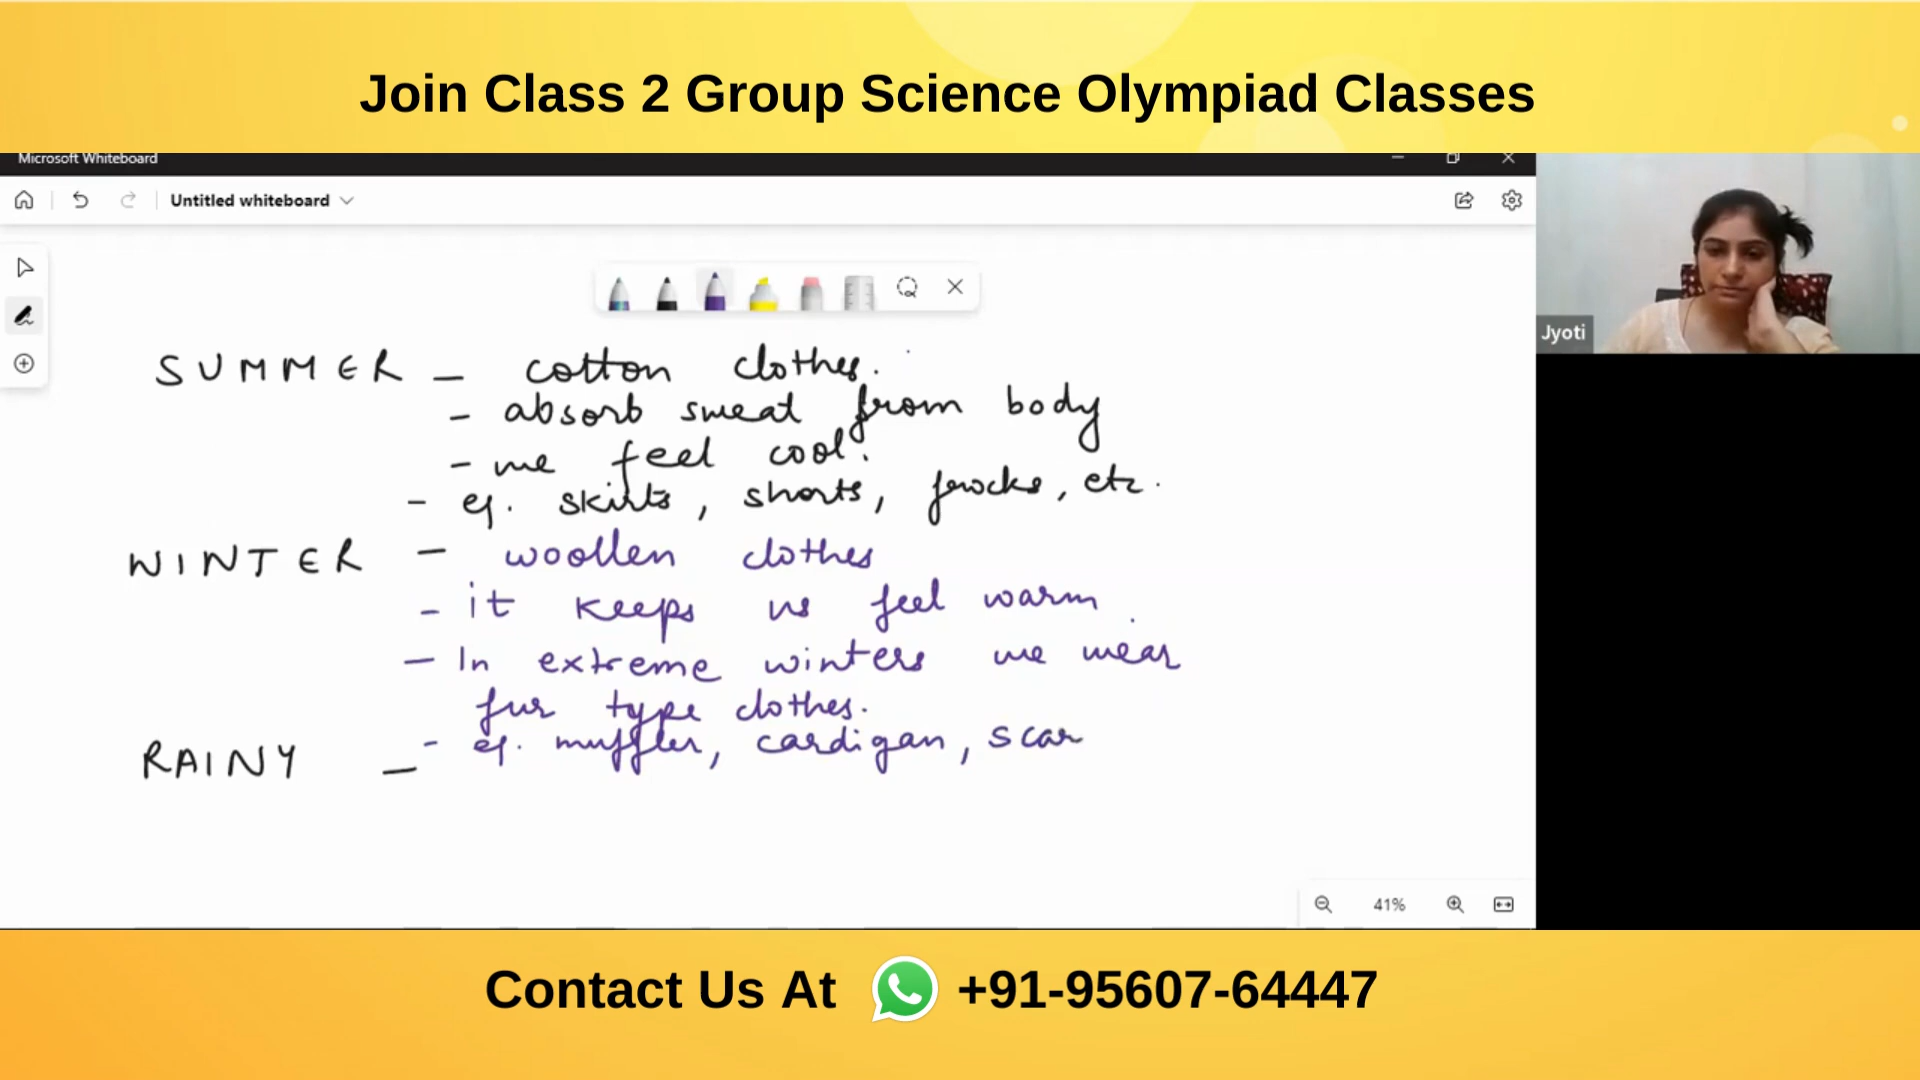 Join Class 2 Group Science Olympiad Classes
Microsoft Whiteboard
Untitled whiteboard
Jyoti
SUMMER - cotton clothes.
- absorb sweat from body
- we feel cool.
- eg. skirts, shorts, frocks, etc.
WINTER - woollen clothes
- it keeps us feel warm
- In extreme winters we wear
fur type clothes.
- eg. muffler, cardigan, scar
RAINY -
41%
Contact Us At +91-95607-64447